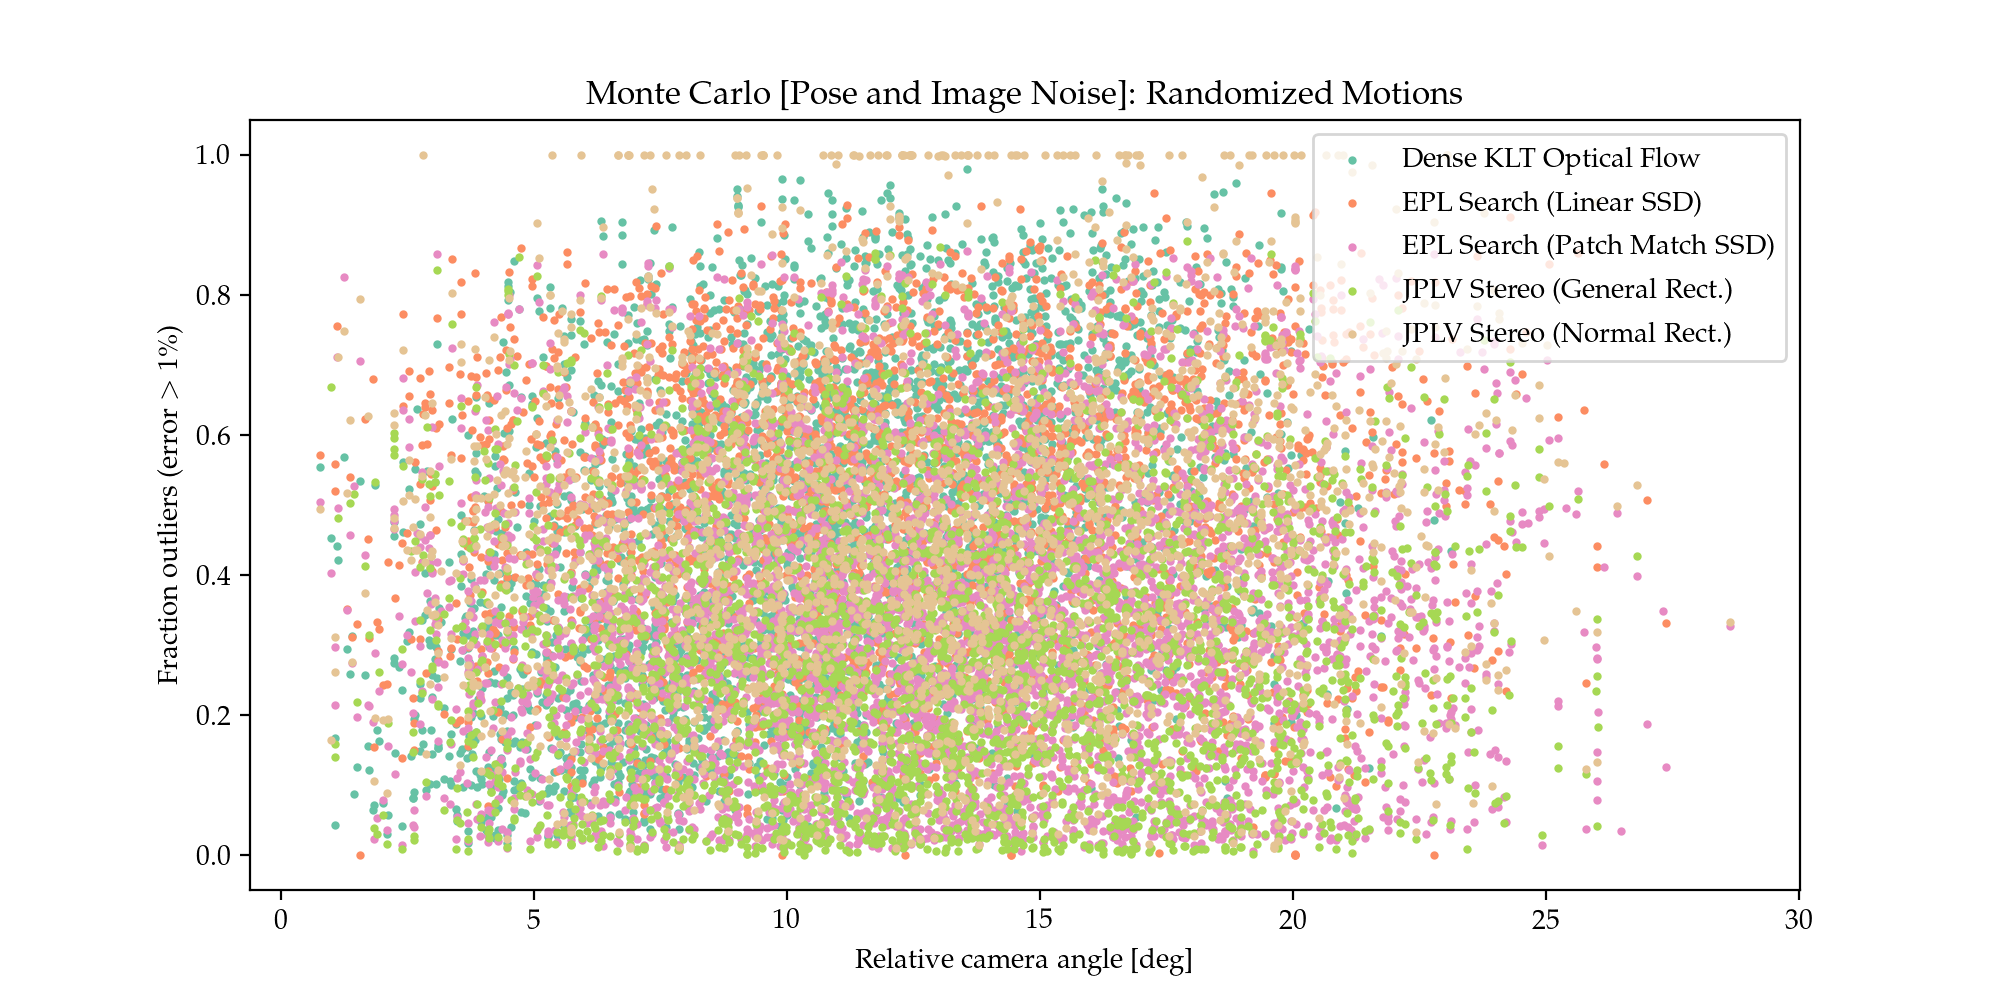 Monte Carlo [Pose and Image Noise]: Randomized Motions
Fraction outliers (error > 1%)
1.0
0.8
0.6
0.4
0.2
0.0
Dense KLT Optical Flow
EPL Search (Linear SSD)
EPL Search (Patch Match SSD)
JPLV Stereo (General Rect.)
JPLV Stereo (Normal Rect.)
0 5 10 15 20 25 30
Relative camera angle [deg]